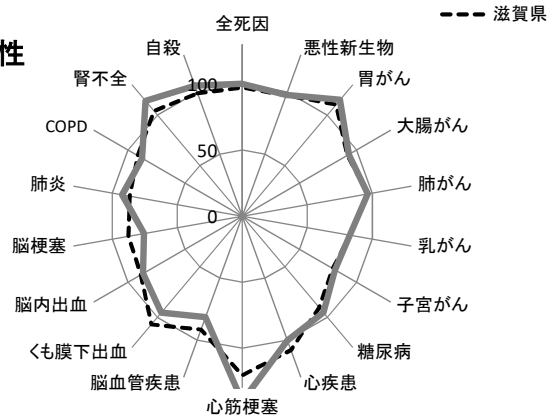 滋賀県
性
全死因
悪性新生物
胃がん
大腸がん
肺がん
乳がん
子宮がん
糖尿病
心疾患
心筋梗塞
脳血管疾患
くも膜下出血
脳内出血
脳梗塞
肺炎
COPD
腎不全
自殺
100
50
0